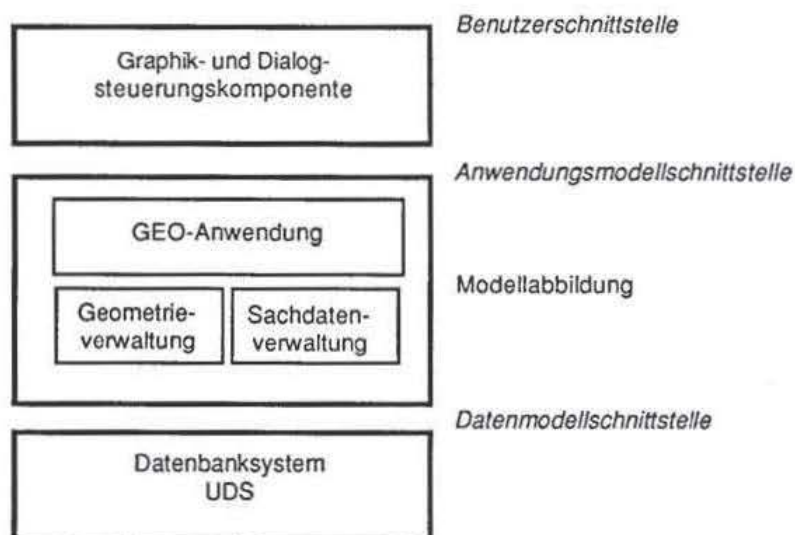 Benutzerschnittstelle
Graphik- und Dialog-
steuerungskomponente
Anwendungsmodellschnittstelle
GEO-Anwendung
Modellabbildung
Geometrie-
verwaltung
Sachdaten-
verwaltung
Datenmodellschnittstelle
Datenbanksystem
UDS